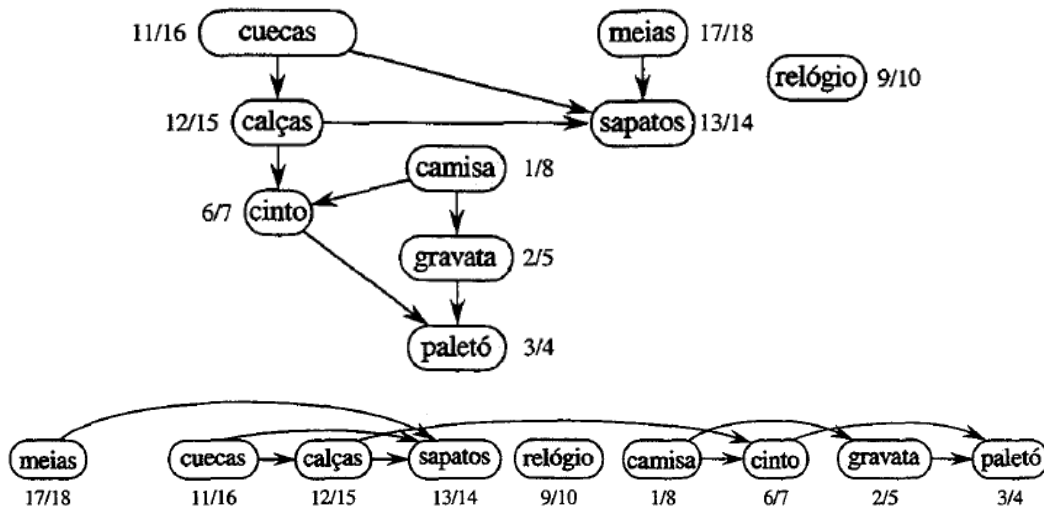 11/16 cuecas meias 17/18
relógio 9/10
12/15 calças sapatos 13/14
camisa 1/8
6/7 cinto
gravata 2/5
paletó 3/4
meias cuecas calças sapatos relógio camisa cinto gravata paletó
17/18 11/16 12/15 13/14 9/10 1/8 6/7 2/5 3/4